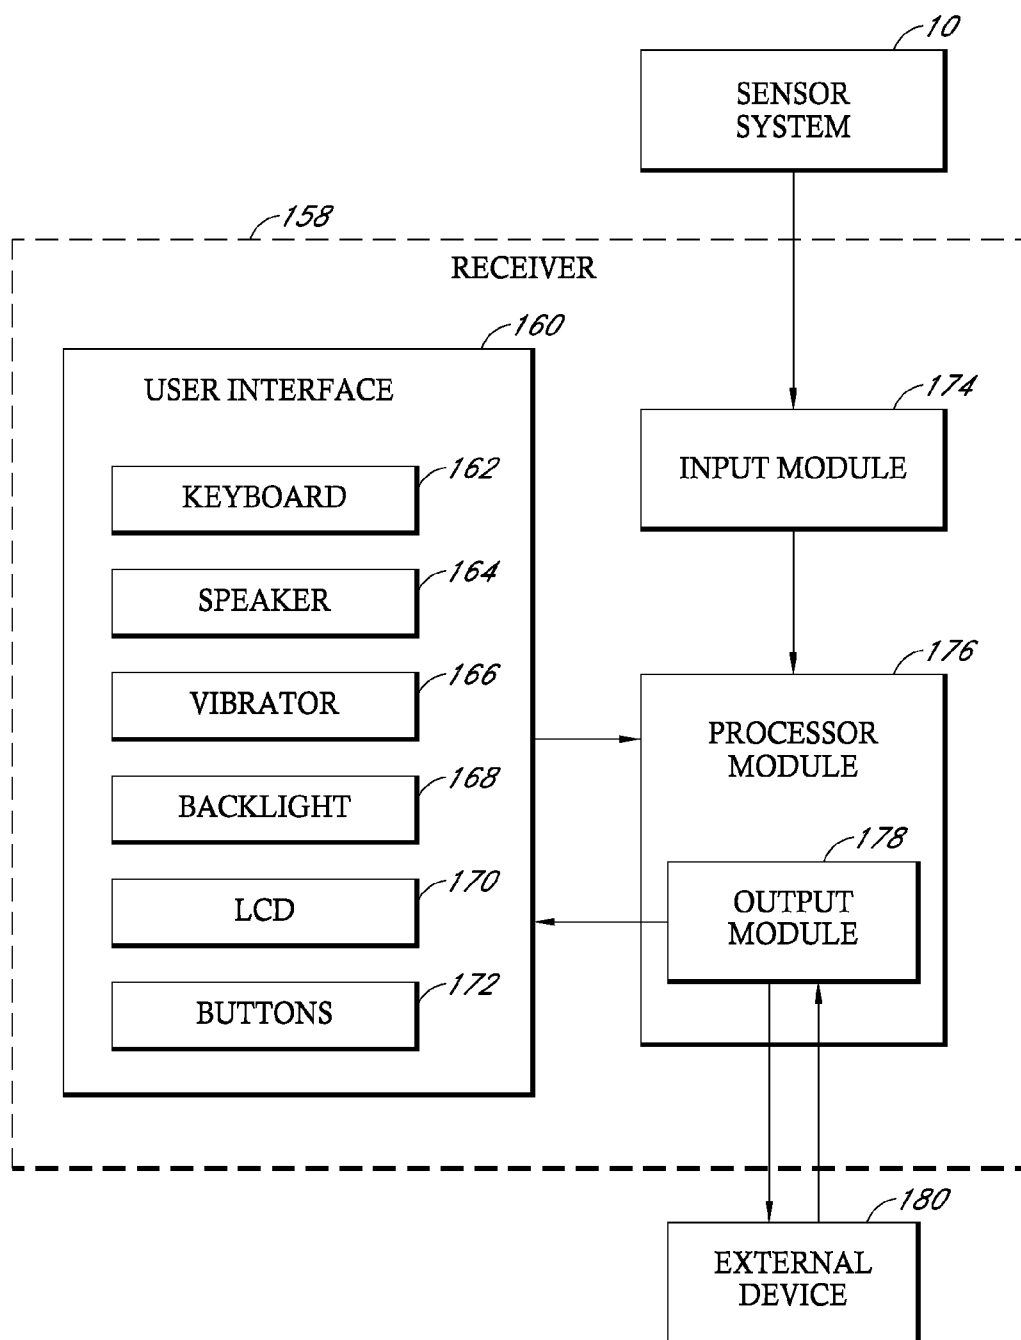 10
SENSOR
SYSTEM
158
RECEIVER
160
USER INTERFACE
174
INPUT MODULE
KEYBOARD
162
SPEAKER
164
VIBRATOR
166
BACKLIGHT
168
LCD
170
BUTTONS
172
176
PROCESSOR
MODULE
178
OUTPUT
MODULE
180
EXTERNAL
DEVICE